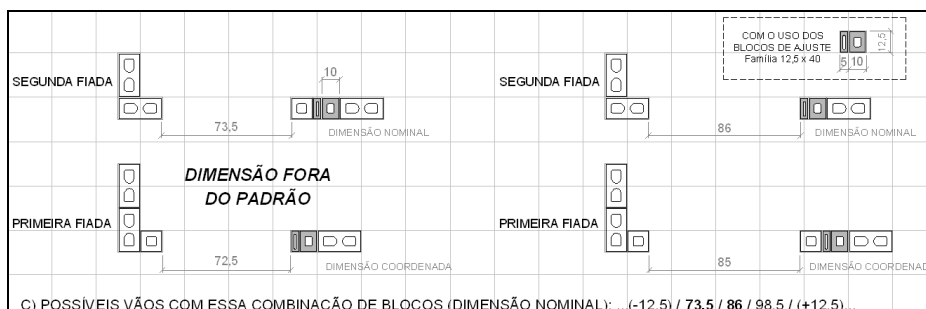 COM O USO DOS
BLOCOS DE AJUSTE
Família 12,5 x 40
12,5
5
10
SEGUNDA FIADA
10
73,5
DIMENSÃO NOMINAL
SEGUNDA FIADA
86
DIMENSÃO NOMINAL
DIMENSÃO FORA
DO PADRÃO
PRIMEIRA FIADA
72,5
DIMENSÃO COORDENADA
PRIMEIRA FIADA
85
DIMENSÃO COORDENAD
C) POSSÍVEIS VÃOS COM ESSA COMBINAÇÃO DE BLOCOS (DIMENSÃO NOMINAL): ...(-12,5) / 73,5 / 86 / 98,5 / (+12,5)...